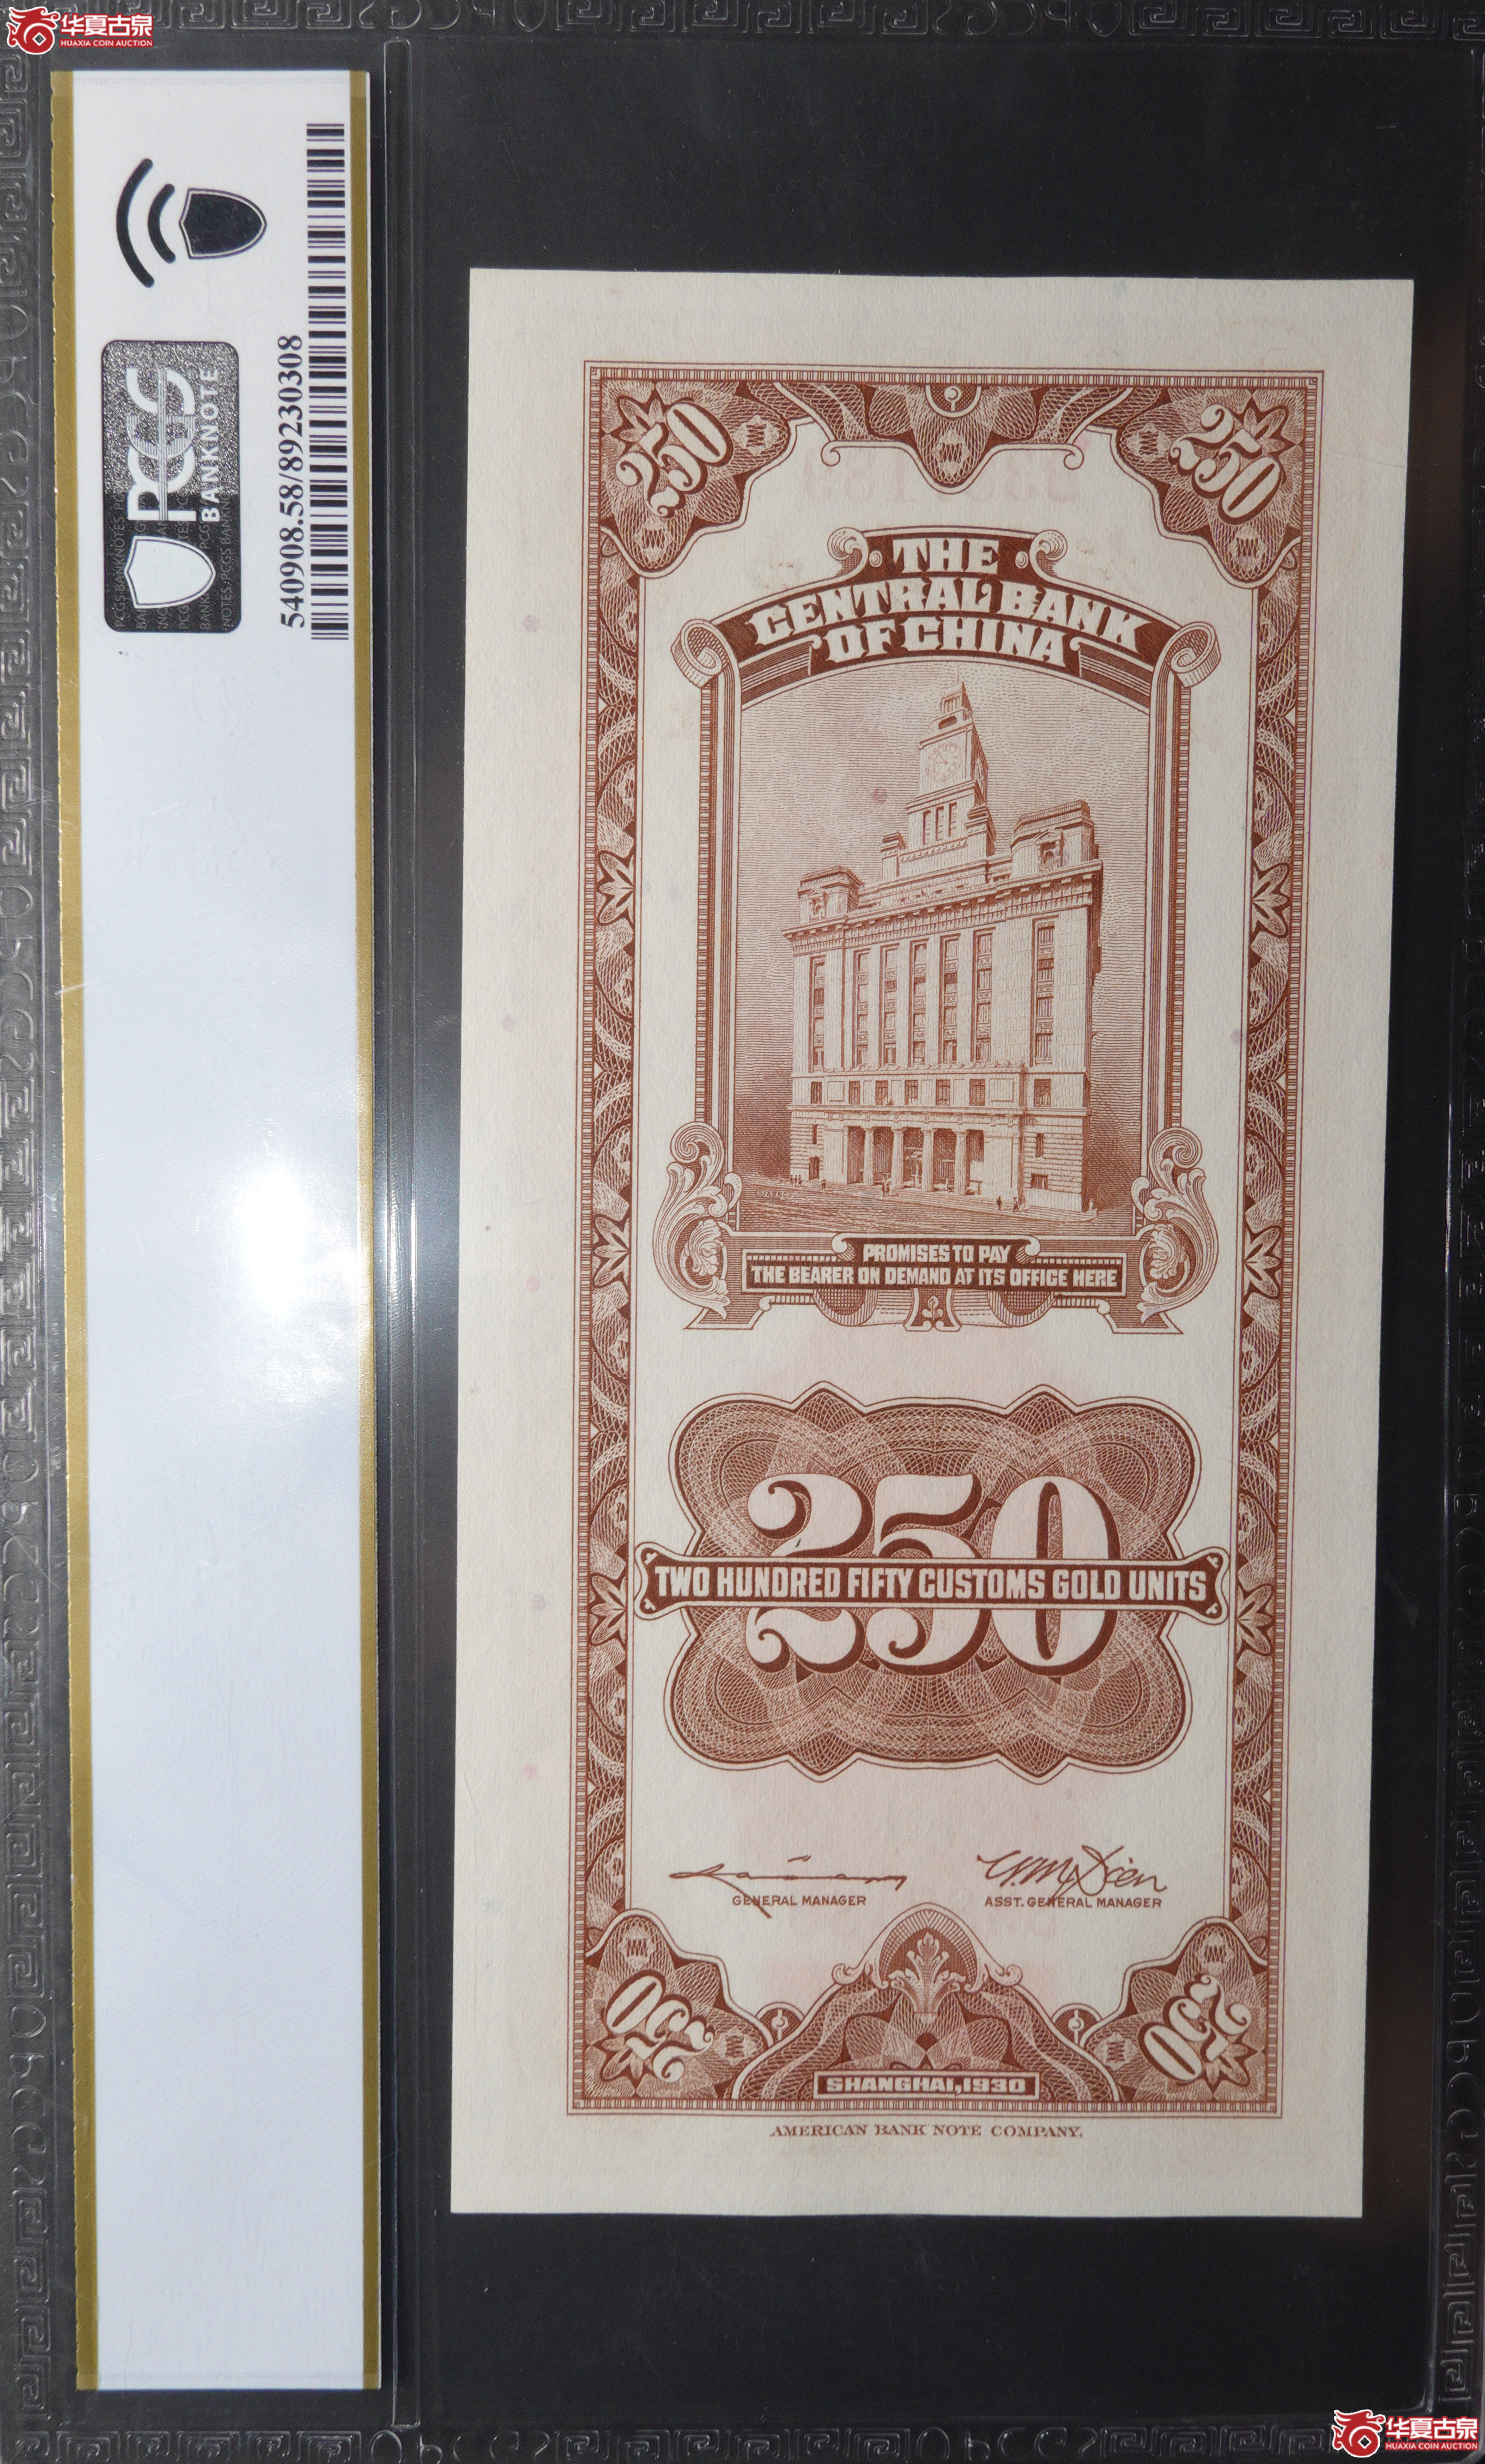 华夏古泉
HUAXIA COIN AUCTION
PCGS
BANKNOTE
540908.58/89230308
250
250
THE
CENTRAL BANK
OF CHINA
PROMISES TO PAY
THE BEARER ON DEMAND AT ITS OFFICE HERE
250
TWO HUNDRED FIFTY CUSTOMS GOLD UNITS
GENERAL MANAGER
ASST. GENERAL MANAGER
250
250
SHANGHAI, 1930
AMERICAN BANK NOTE COMPANY.
华夏古泉
HUAXIA COIN AUCTION